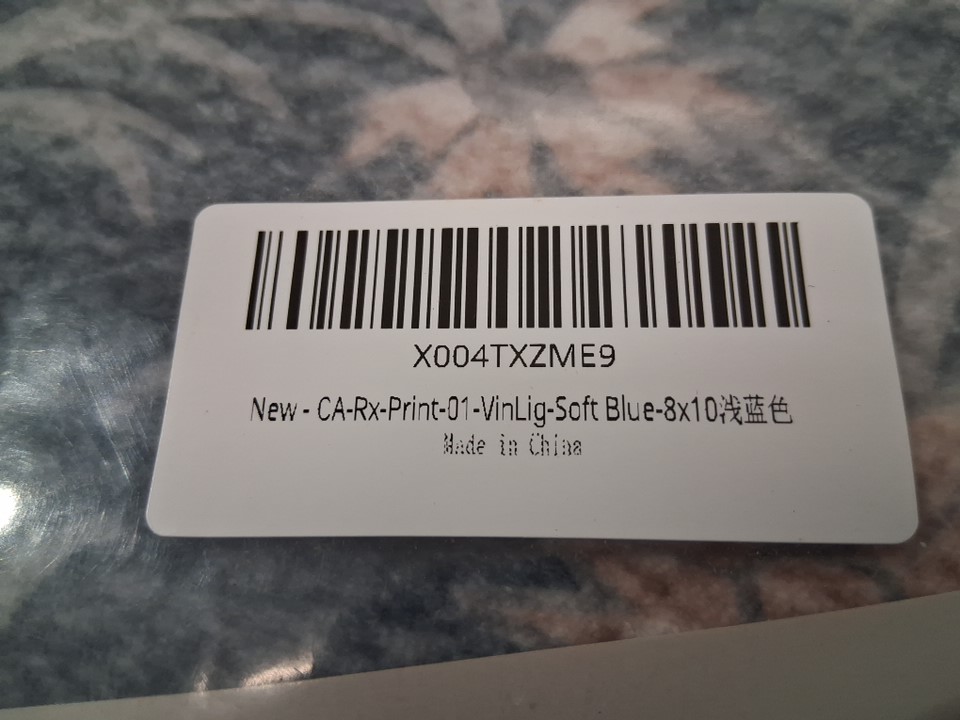 X004TXZME9
New - CA-Rx-Print-01-VinLig-Soft Blue-8x10浅蓝色
Made in China